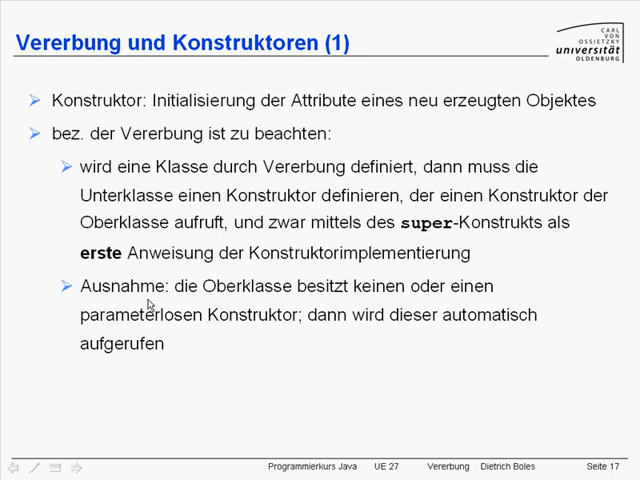 Vererbung und Konstruktoren (1)
CARL
VON
OSSIETZKY
universität
OLDENBURG
Konstruktor: Initialisierung der Attribute eines neu erzeugten Objektes
bez. der Vererbung ist zu beachten:
wird eine Klasse durch Vererbung definiert, dann muss die
Unterklasse einen Konstruktor definieren, der einen Konstruktor der
Oberklasse aufruft, und zwar mittels des super-Konstrukts als
erste Anweisung der Konstruktorimplementierung
Ausnahme: die Oberklasse besitzt keinen oder einen
parameterlosen Konstruktor; dann wird dieser automatisch
aufgerufen
Programmierkurs Java UE 27 Vererbung Dietrich Boles Seite 17